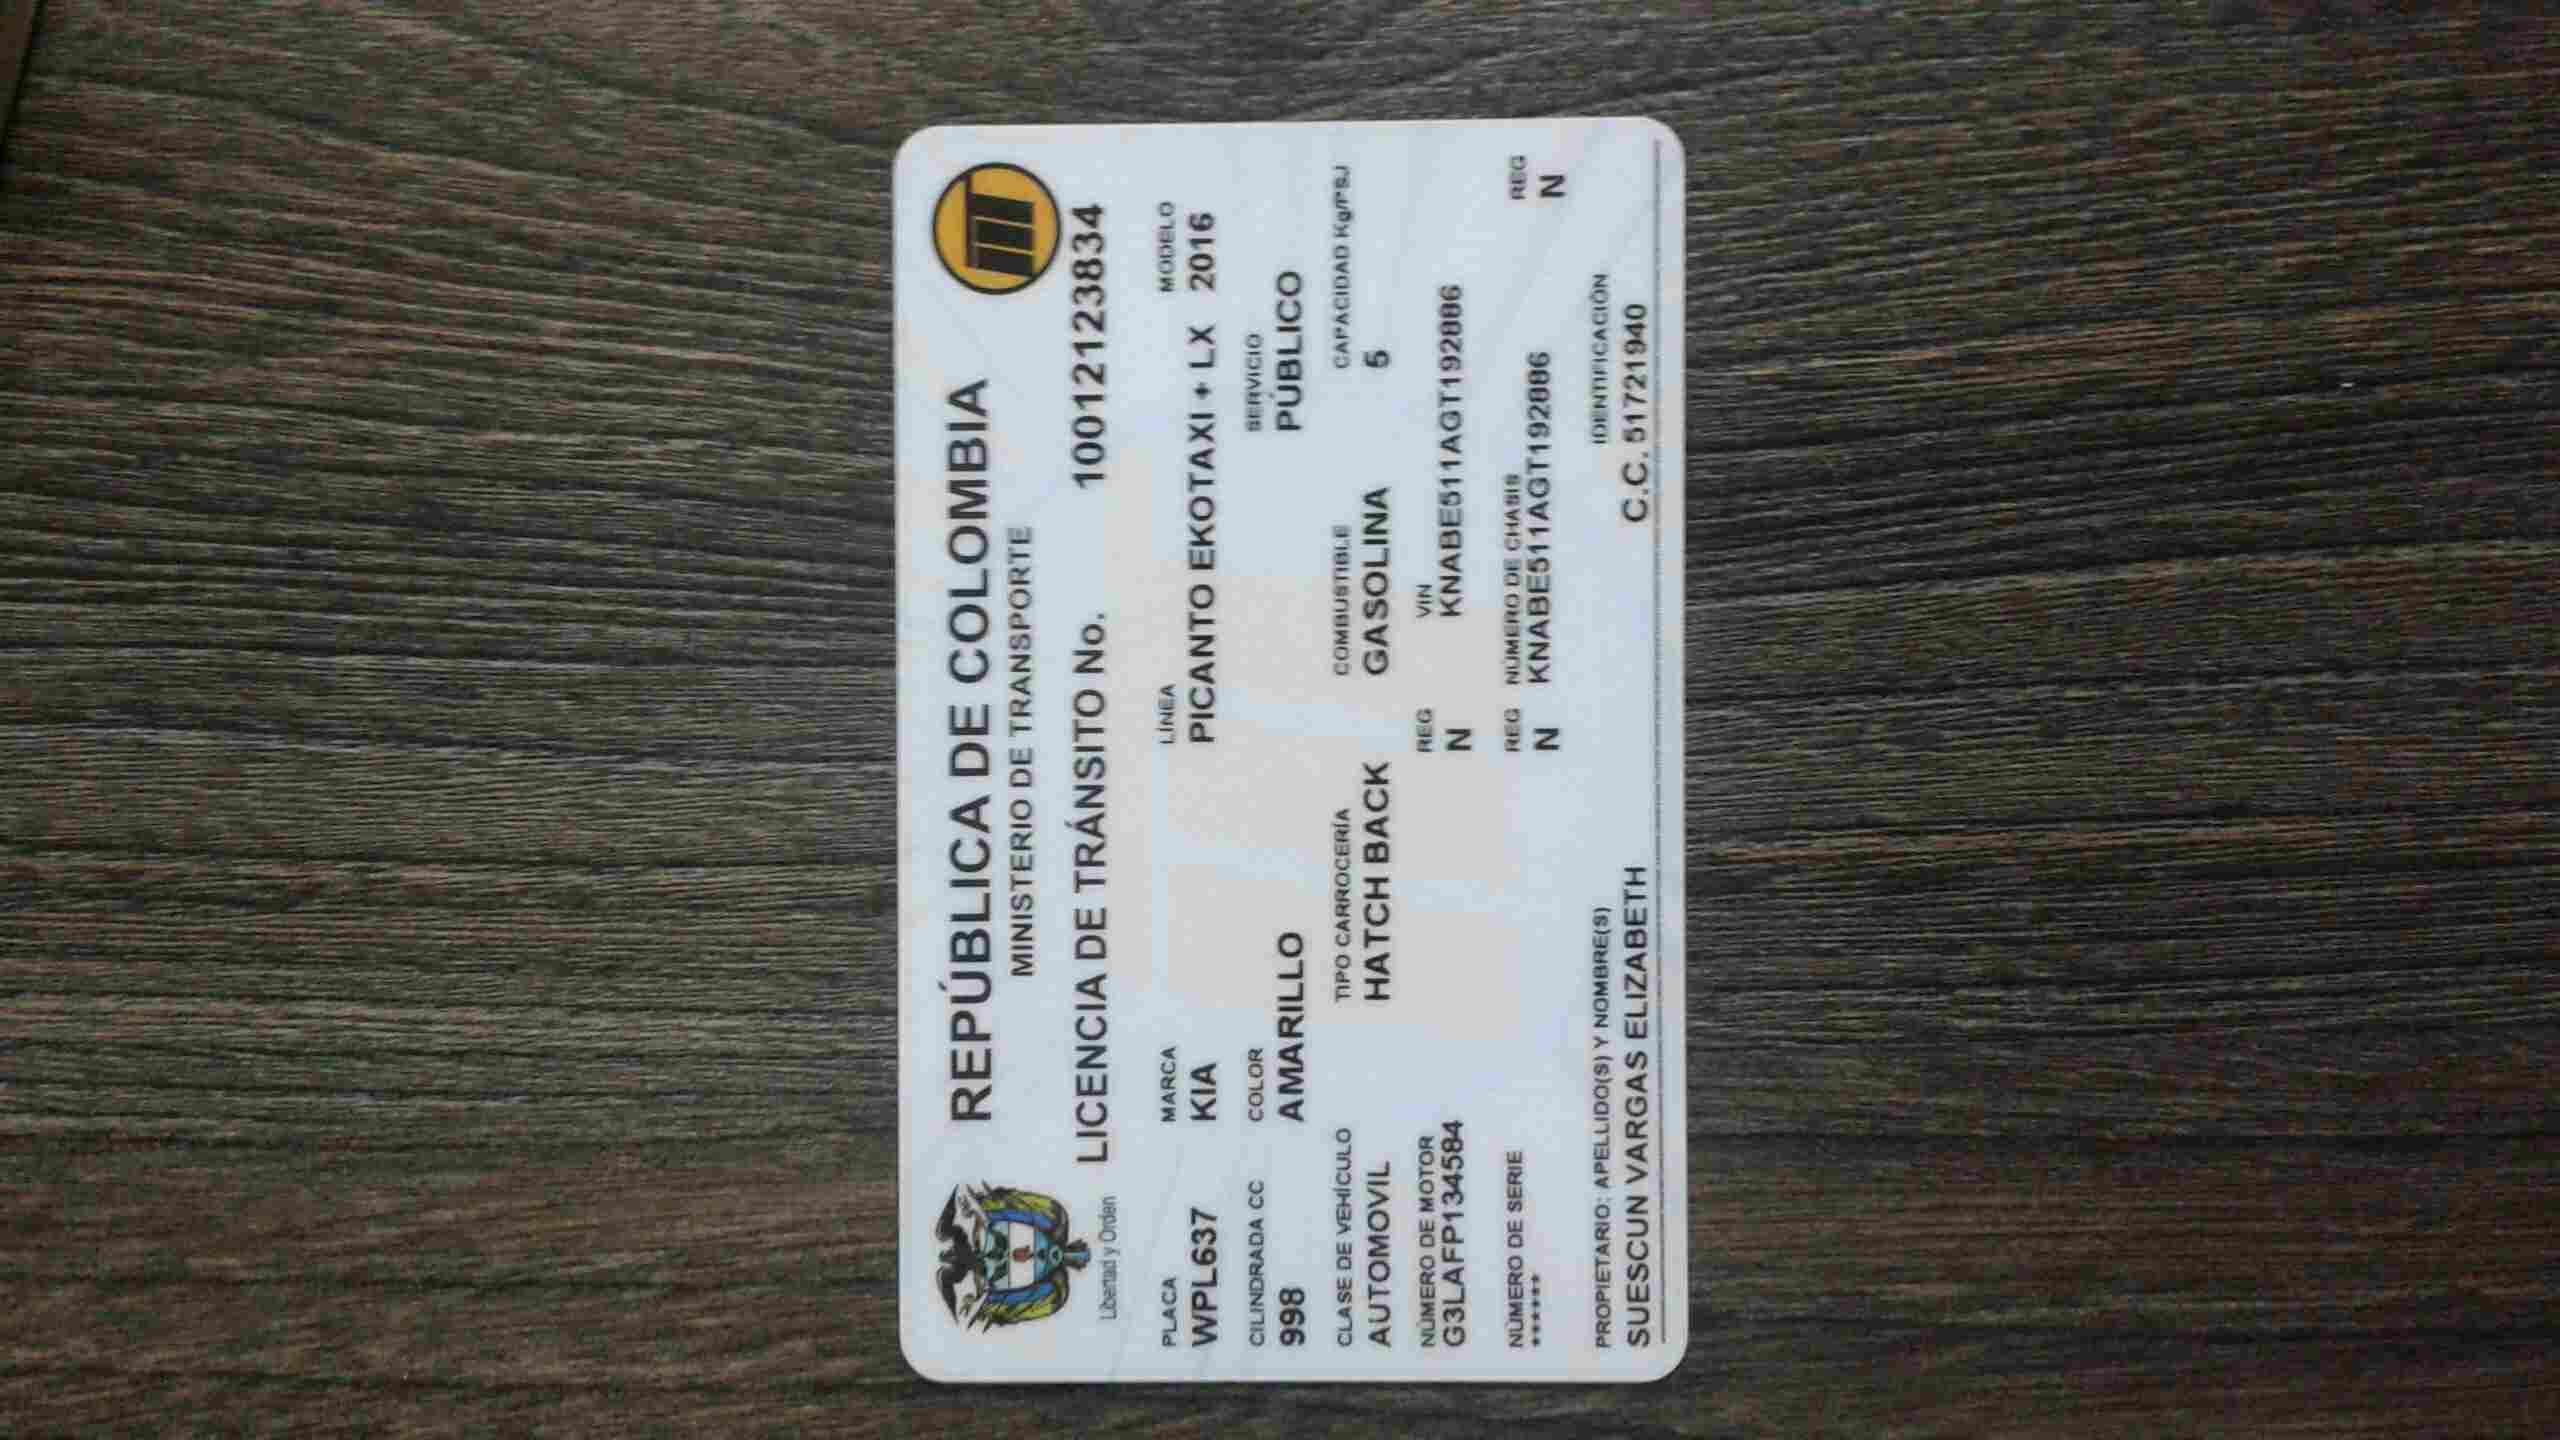 REPÚBLICA DE COLOMBIA
MINISTERIO DE TRANSPORTE
Libertad y Orden
LICENCIA DE TRÁNSITO No. 10012123834
PLACA MARCA LÍNEA MODELO
WPL637 KIA PICANTO EKOTAXI + LX 2016
CILINDRADA CC COLOR SERVICIO
998 AMARILLO PÚBLICO
CLASE DE VEHÍCULO TIPO CARROCERÍA COMBUSTIBLE CAPACIDAD Kg/PSJ
AUTOMOVIL HATCH BACK GASOLINA 5
NÚMERO DE MOTOR REG VIN
G3LAFP134584 N KNABE511AGT192886
NÚMERO DE SERIE REG NÚMERO DE CHASIS REG
****** N KNABE511AGT192886 N
PROPIETARIO: APELLIDO(S) Y NOMBRE(S) IDENTIFICACIÓN
SUESCUN VARGAS ELIZABETH C.C. 51721940